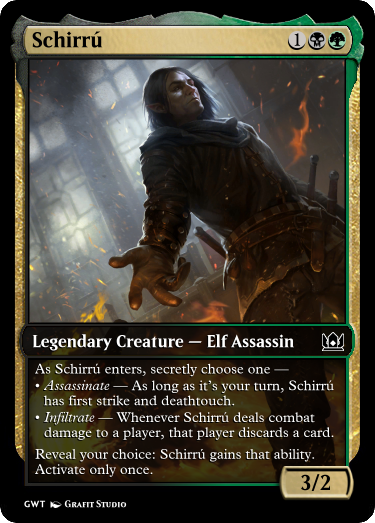 Schirrú 1
Legendary Creature — Elf Assassin
As Schirrú enters, secretly choose one —
• Assassinate — As long as it's your turn, Schirrú
has first strike and deathtouch.
• Infiltrate — Whenever Schirrú deals combat
damage to a player, that player discards a card.
Reveal your choice: Schirrú gains that ability.
Activate only once.
3/2
GWT Grafit Studio